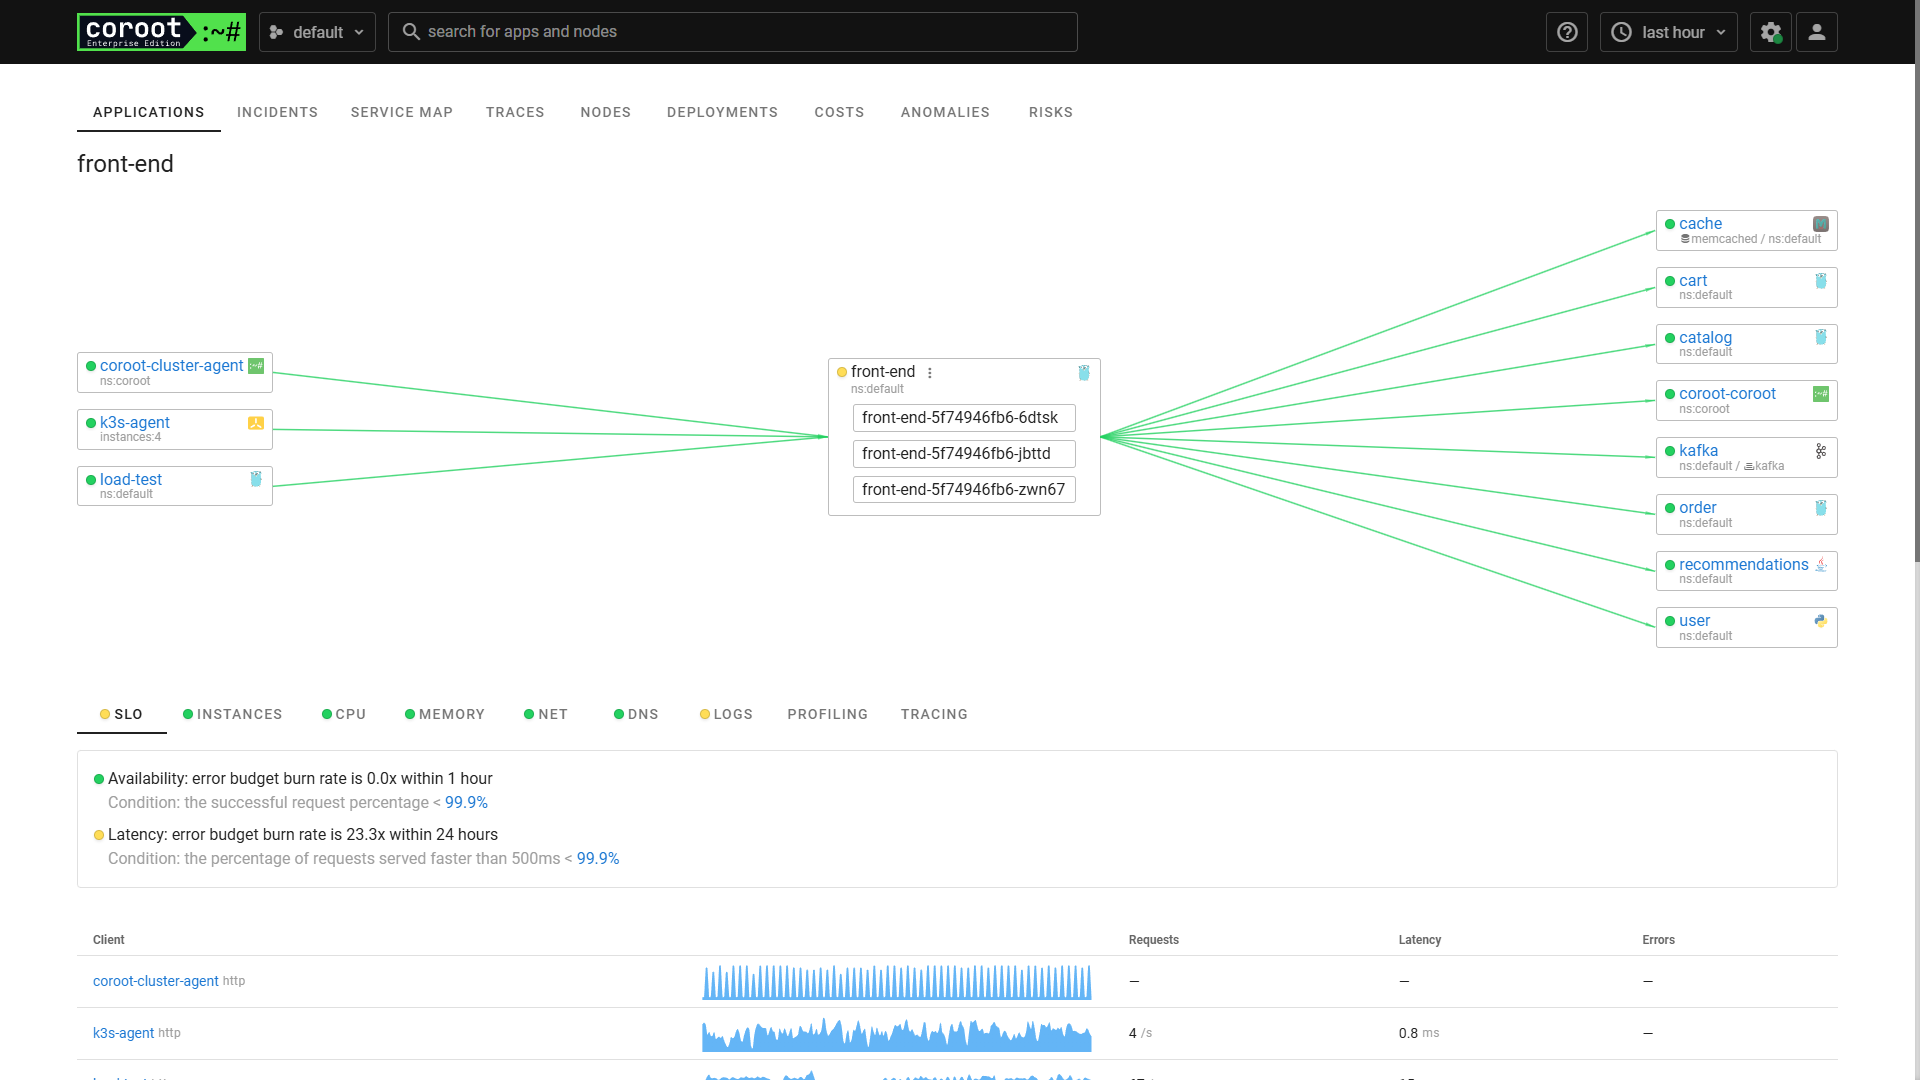 coroot
Enterprise Edition
:~#
default
search for apps and nodes
last hour
APPLICATIONS
INCIDENTS
SERVICE MAP
TRACES
NODES
DEPLOYMENTS
COSTS
ANOMALIES
RISKS
front-end
coroot-cluster-agent
ns:coroot
k3s-agent
instances:4
load-test
ns:default
front-end
ns:default
front-end-5f74946fb6-6dtsk
front-end-5f74946fb6-jbttd
front-end-5f74946fb6-zwn67
cache
memcached / ns:default
cart
ns:default
catalog
ns:default
coroot-coroot
ns:coroot
kafka
ns:default / kafka
order
ns:default
recommendations
ns:default
user
ns:default
SLO
INSTANCES
CPU
MEMORY
NET
DNS
LOGS
PROFILING
TRACING
Availability: error budget burn rate is 0.0x within 1 hour
Condition: the successful request percentage < 99.9%
Latency: error budget burn rate is 23.3x within 24 hours
Condition: the percentage of requests served faster than 500ms < 99.9%
Client Requests Latency Errors
coroot-cluster-agent http — — —
k3s-agent http 4 /s 0.8 ms —